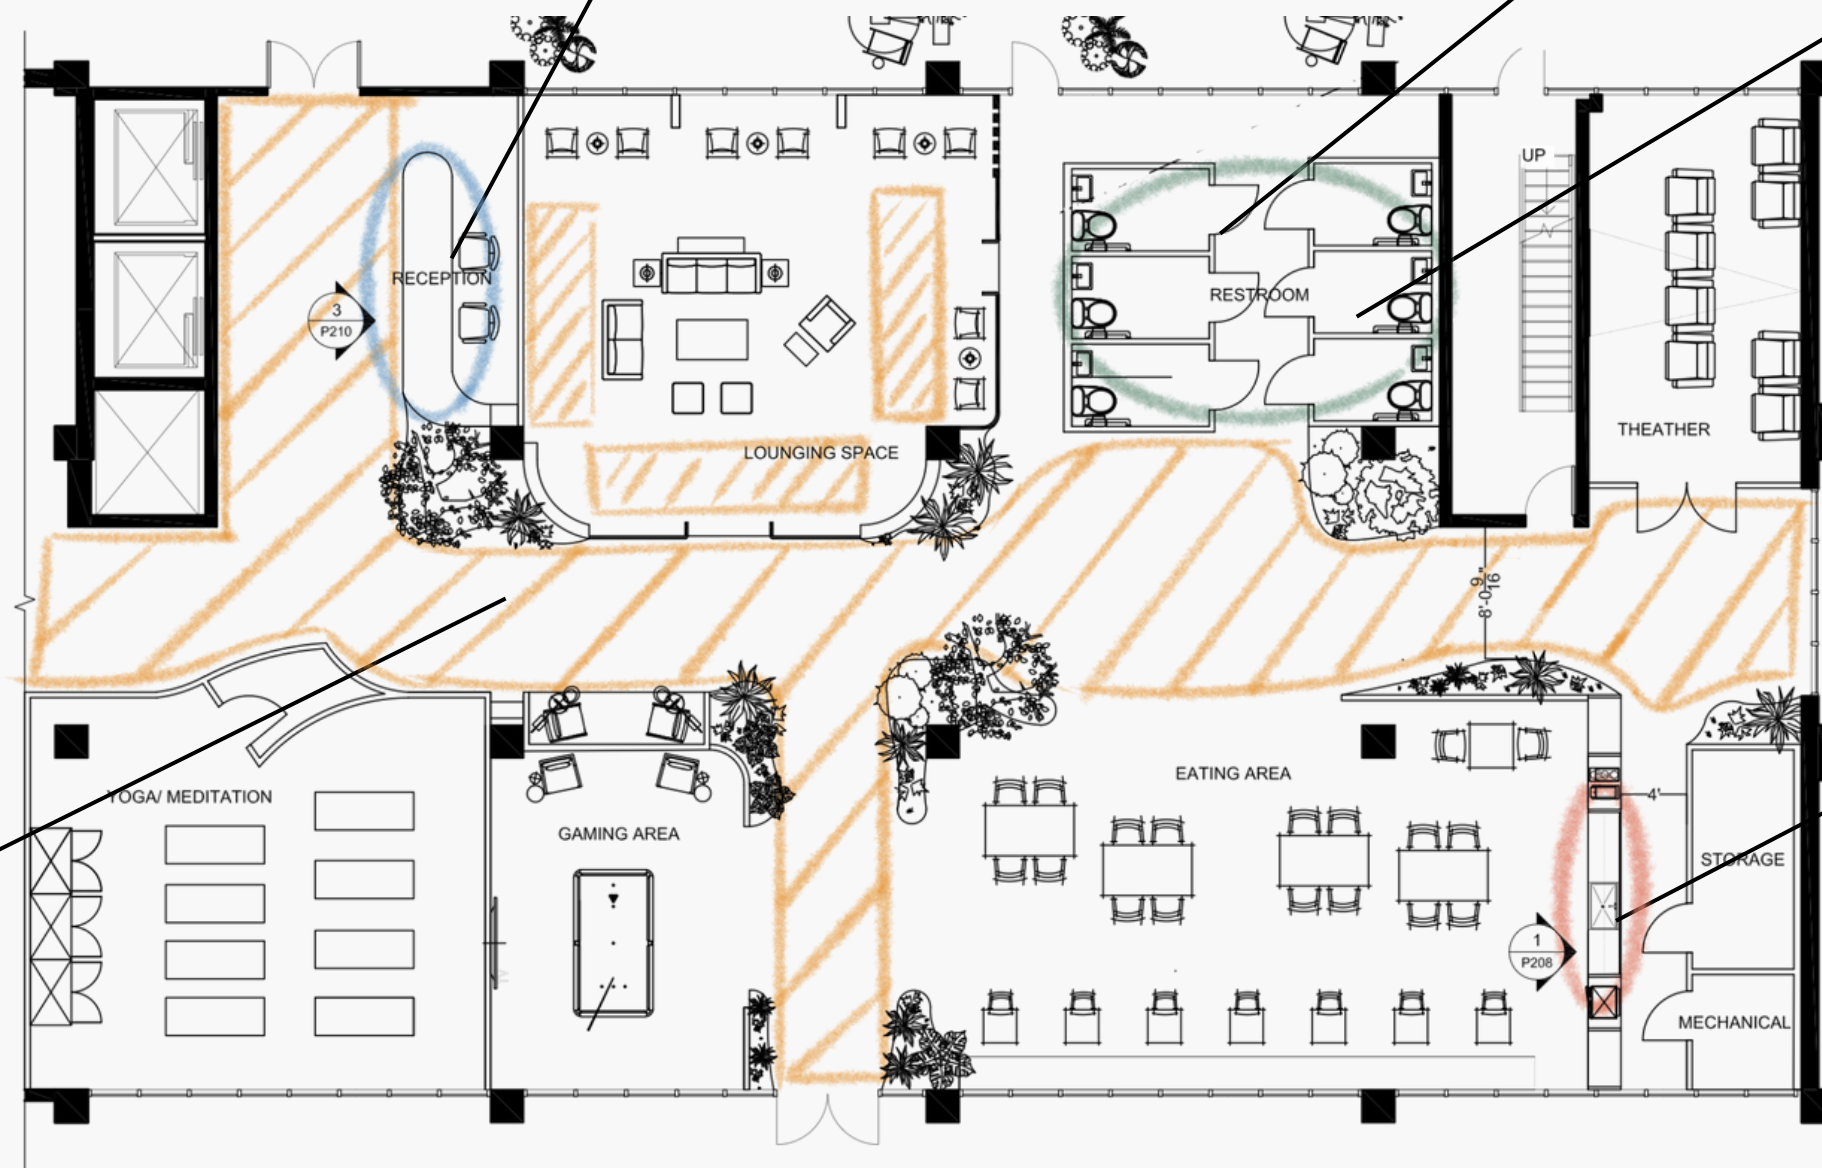 UP
RECEPTION
3
P210
RESTROOM
THEATHER
LOUNGING SPACE
8'-0 9/16"
YOGA/ MEDITATION
GAMING AREA
EATING AREA
4'
STORAGE
1
P208
MECHANICAL